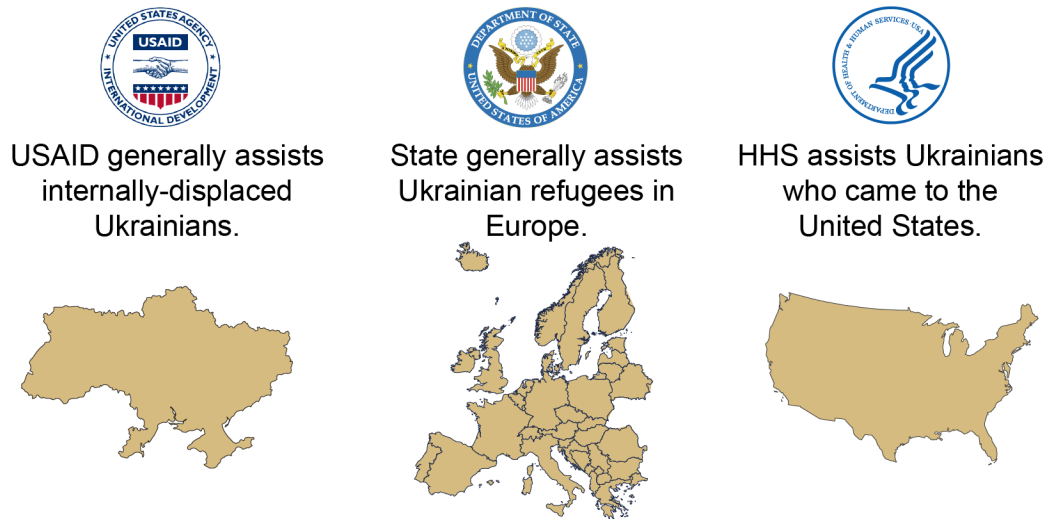 UNITED STATES AGENCY
USAID
INTERNATIONAL DEVELOPMENT
DEPARTMENT OF STATE
UNITED STATES OF AMERICA
DEPARTMENT OF HEALTH & HUMAN SERVICES·USA
USAID generally assists
internally-displaced
Ukrainians.
State generally assists
Ukrainian refugees in
Europe.
HHS assists Ukrainians
who came to the
United States.